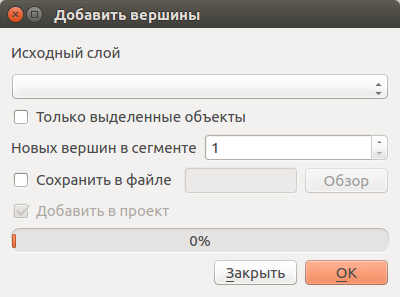 Добавить вершины
Исходный слой
Только выделенные объекты
Новых вершин в сегменте 1
Сохранить в файле Обзор
Добавить в проект
0%
Закрыть OK